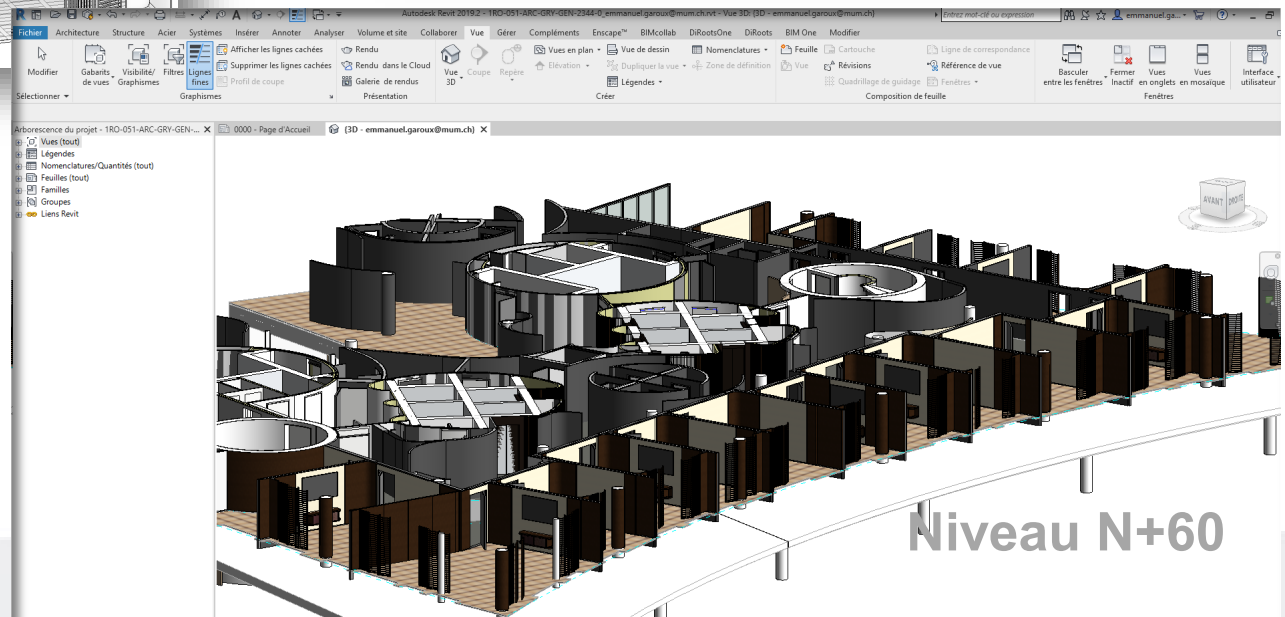 Autodesk Revit 2019.2 - 1RO-051-ARC-GRY-GEN-2344-0_emmanuel.garoux@mum.ch.rvt - Vue 3D: {3D - emmanuel.garoux@mum.ch}
Entrez mot-clé ou expression
emmanuel.ga...
Fichier Architecture Structure Acier Systèmes Insérer Annoter Analyser Volume et site Collaborer Vue Gérer Compléments Enscape™ BIMcollab DiRootsOne DiRoots BIM One Modifier
Modifier
Sélectionner
Gabarits de vues
Visibilité/ Graphismes
Filtres
Lignes fines
Afficher les lignes cachées
Supprimer les lignes cachées
Profil de coupe
Graphismes
Rendu
Rendu dans le Cloud
Galerie de rendus
Présentation
Vue 3D
Coupe
Repère
Vues en plan
Élévation
Vue de dessin
Dupliquer la vue
Légendes
Nomenclatures
Zone de définition
Créer
Feuille
Vue
Cartouche
Révisions
Quadrillage de guidage
Ligne de correspondance
Référence de vue
Fenêtres
Composition de feuille
Basculer entre les fenêtres
Fermer Inactif
Vues en onglets
Vues en mosaïque
Interface utilisateur
Fenêtres
Arborescence du projet - 1RO-051-ARC-GRY-GEN-...
0000 - Page d'Accueil
{3D - emmanuel.garoux@mum.ch}
Vues (tout)
Légendes
Nomenclatures/Quantités (tout)
Feuilles (tout)
Familles
Groupes
Liens Revit
AVANT
DROITE
Niveau N+60